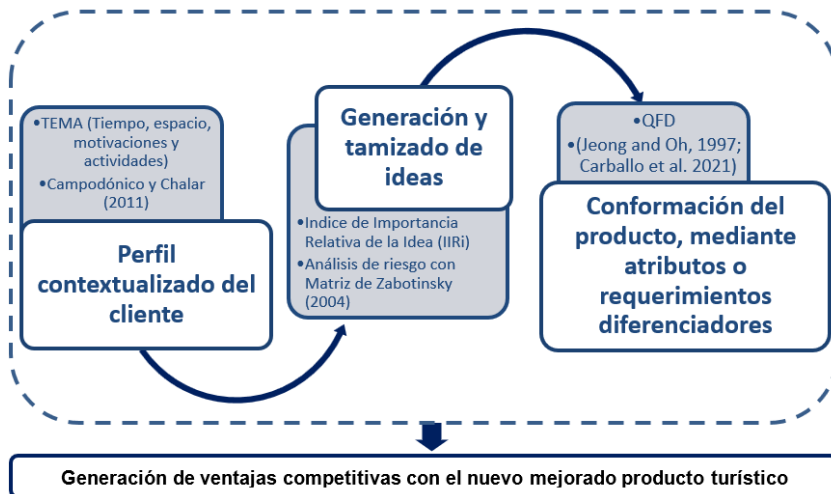 •TEMA (Tiempo, espacio,
motivaciones y
actividades)
•Campodónico y Chalar
(2011)
Perfil
contextualizado del
cliente
Generación y
tamizado de
ideas
•Indice de Importancia
Relativa de la Idea (IIRi)
•Análisis de riesgo con
Matriz de Zabotinsky
(2004)
•QFD
•(Jeong and Oh, 1997;
Carballo et al. 2021)
Conformación del
producto, mediante
atributos o
requerimientos
diferenciadores
Generación de ventajas competitivas con el nuevo mejorado producto turístico